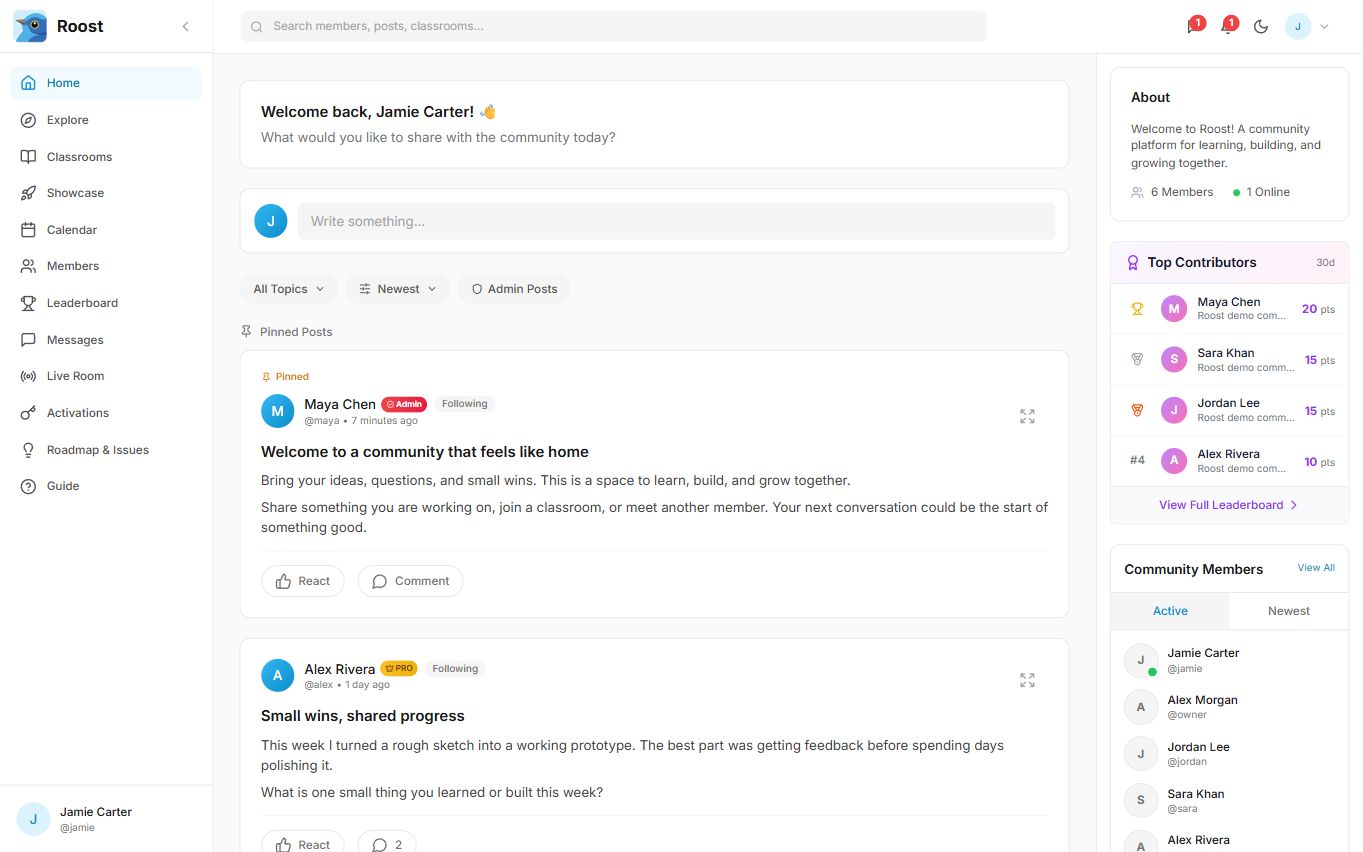 Roost
Search members, posts, classrooms...
1
1
J
Home
Explore
Classrooms
Showcase
Calendar
Members
Leaderboard
Messages
Live Room
Activations
Roadmap & Issues
Guide
J
Jamie Carter
@jamie
Welcome back, Jamie Carter! 👋
What would you like to share with the community today?
J
Write something...
All Topics
Newest
Admin Posts
Pinned Posts
Pinned
M
Maya Chen Admin Following
@maya • 7 minutes ago
Welcome to a community that feels like home
Bring your ideas, questions, and small wins. This is a space to learn, build, and grow together.
Share something you are working on, join a classroom, or meet another member. Your next conversation could be the start of
something good.
React
Comment
A
Alex Rivera PRO Following
@alex • 1 day ago
Small wins, shared progress
This week I turned a rough sketch into a working prototype. The best part was getting feedback before spending days
polishing it.
What is one small thing you learned or built this week?
React
2
About
Welcome to Roost! A community
platform for learning, building, and
growing together.
6 Members
1 Online
Top Contributors
30d
M
Maya Chen
Roost demo com...
20 pts
S
Sara Khan
Roost demo comm...
15 pts
J
Jordan Lee
Roost demo comm...
15 pts
#4
A
Alex Rivera
Roost demo com...
10 pts
View Full Leaderboard
Community Members
View All
Active
Newest
J
Jamie Carter
@jamie
A
Alex Morgan
@owner
J
Jordan Lee
@jordan
S
Sara Khan
@sara
A
Alex Rivera